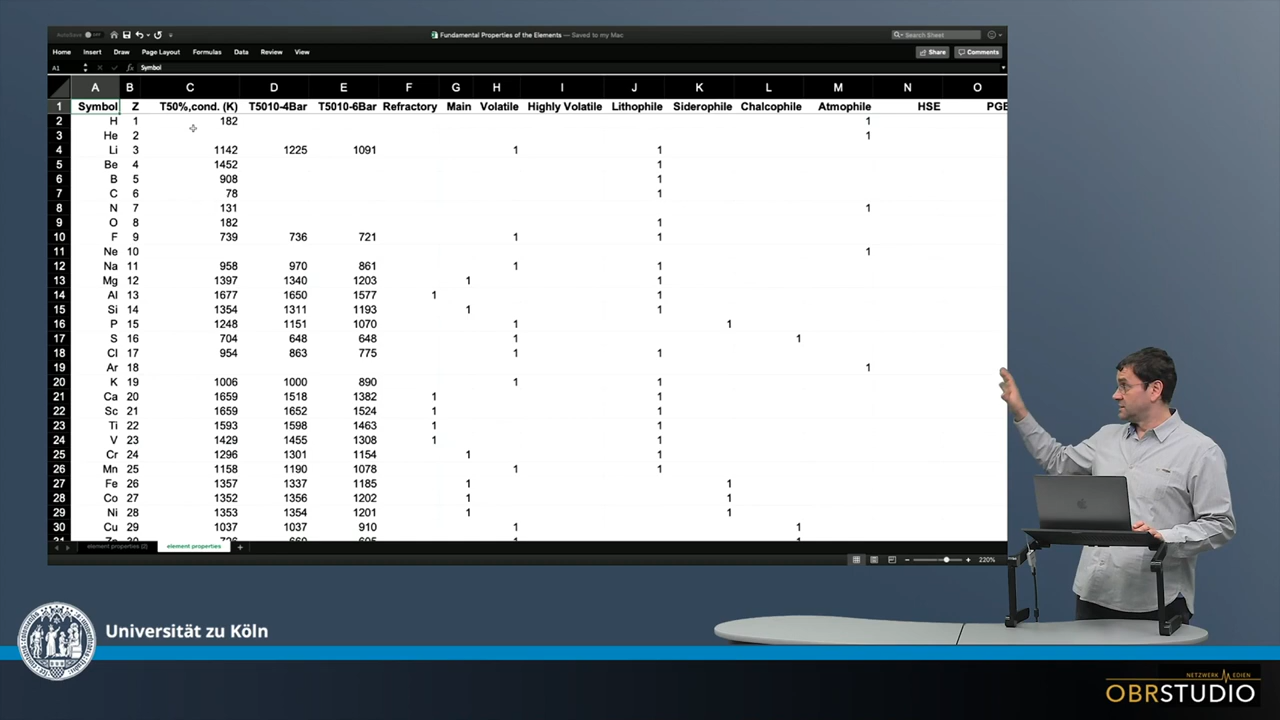 AutoSave OFF
Fundamental Properties of the Elements — Saved to my Mac
Search Sheet
Home Insert Draw Page Layout Formulas Data Review View
Share Comments
A1 fx Symbol
A B C D E F G H I J K L M N O
1 Symbol Z T50%,cond. (K) T5010-4Bar T5010-6Bar Refractory Main Volatile Highly Volatile Lithophile Siderophile Chalcophile Atmophile HSE PGE
2 H 1 182 1
3 He 2 1
4 Li 3 1142 1225 1091 1 1
5 Be 4 1452 1
6 B 5 908 1
7 C 6 78 1
8 N 7 131 1
9 O 8 182 1
10 F 9 739 736 721 1 1
11 Ne 10 1
12 Na 11 958 970 861 1 1
13 Mg 12 1397 1340 1203 1 1
14 Al 13 1677 1650 1577 1 1
15 Si 14 1354 1311 1193 1 1
16 P 15 1248 1151 1070 1 1
17 S 16 704 648 648 1 1
18 Cl 17 954 863 775 1 1
19 Ar 18 1
20 K 19 1006 1000 890 1 1
21 Ca 20 1659 1518 1382 1 1
22 Sc 21 1659 1652 1524 1 1
23 Ti 22 1593 1598 1463 1 1
24 V 23 1429 1455 1308 1 1
25 Cr 24 1296 1301 1154 1 1
26 Mn 25 1158 1190 1078 1 1
27 Fe 26 1357 1337 1185 1 1
28 Co 27 1352 1356 1202 1 1
29 Ni 28 1353 1354 1201 1 1
30 Cu 29 1037 1037 910 1 1
element properties (2) element properties
220%
Universität zu Köln
NETZWERK MEDIEN
OBRSTUDIO